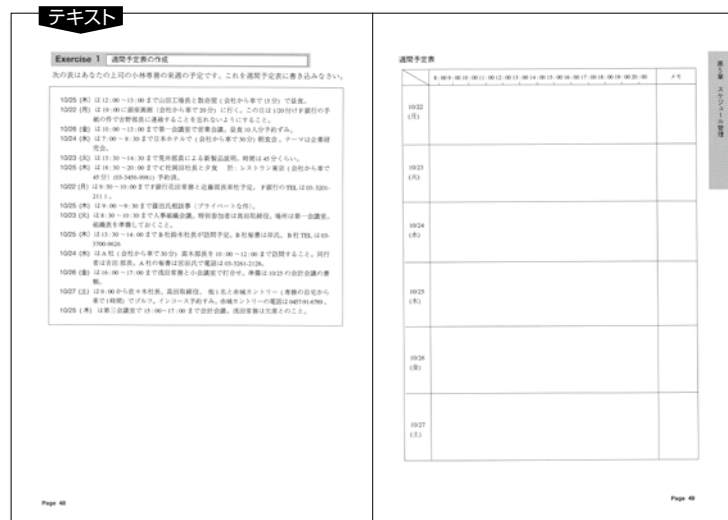 テキスト
Exercise 1 週間予定表の作成
次の表はあなたの上司の小林専務の来週の予定です。これを週間予定表に書き込みなさい。
10/25 (木) は12:00～13:00まで山田工場長と数奇屋 (会社から車で15分) で昼食。
10/22 (月) は19:00に銀座画廊 (会社から車で20分) に行く。この日は1/20付けF銀行の手
紙の件で吉野部長に連絡することを忘れないようにすること。
10/26 (金) は10:00～13:00まで第一会議室で営業会議。昼食10人分予約ずみ。
10/24 (水) は7:00～8:30まで日本ホテルで (会社から車で30分) 朝食会。テーマは企業研
究会。
10/23 (火) は13:30～14:30まで荒井部長による新製品説明。時間は45分くらい。
10/25 (木) は18:30～20:00までC社岡田社長と夕食 於:レストラン東京 (会社から車で
45分) (03-3456-9981) 予約済。
10/22 (月) は9:30～10:00までF銀行花田常務と近藤部長来社予定。F銀行のTEL は03-3201-
2111。
10/25 (木) は9:00～9:30まで篠田氏相談事 (プライベートな件)。
10/23 (火) は8:30～10:30まで人事組織会議。特別参加者は高田取締役。場所は第一会議室。
組織表を準備しておくこと。
10/25 (木) は13:30～14:00までB社鈴木社長が訪問予定。B社秘書は岸氏。B社TEL は03-
3700-9626
10/24 (水) はA社 (会社から車で30分) 高木部長を10:00～12:00まで訪問すること。同行
者は吉田部長。A社の秘書は宮田氏で電話は03-3261-2128。
10/26 (金) は16:00～17:00まで浅田常務と小会議室で打合せ。準備は10/25の会計会議の書
類。
10/27 (土) は9:00から佐々木社長、高田取締役、他1名と赤城カントリー (専務の自宅から
車で1時間) でゴルフ。インコース予約ずみ。赤城カントリーの電話は0457-91-6789。
10/25 (木) は第三会議室で15:00～17:00まで会計会議。浅田常務は欠席とのこと。
Page 48
週間予定表
8:00 9:00 10:00 11:00 12:00 13:00 14:00 15:00 16:00 17:00 18:00 19:00 20:00 メモ
10/22
(月)
10/23
(火)
10/24
(水)
10/25
(木)
10/26
(金)
10/27
(土)
第5章 スケジュール管理
Page 49